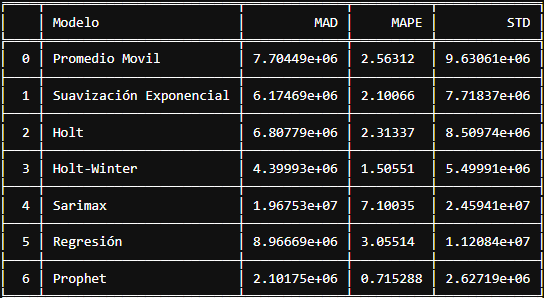 Modelo MAD MAPE STD
0 Promedio Movil 7.70449e+06 2.56312 9.63061e+06
1 Suavización Exponencial 6.17469e+06 2.10066 7.71837e+06
2 Holt 6.80779e+06 2.31337 8.50974e+06
3 Holt-Winter 4.39993e+06 1.50551 5.49991e+06
4 Sarimax 1.96753e+07 7.10035 2.45941e+07
5 Regresión 8.96669e+06 3.05514 1.12084e+07
6 Prophet 2.10175e+06 0.715288 2.62719e+06